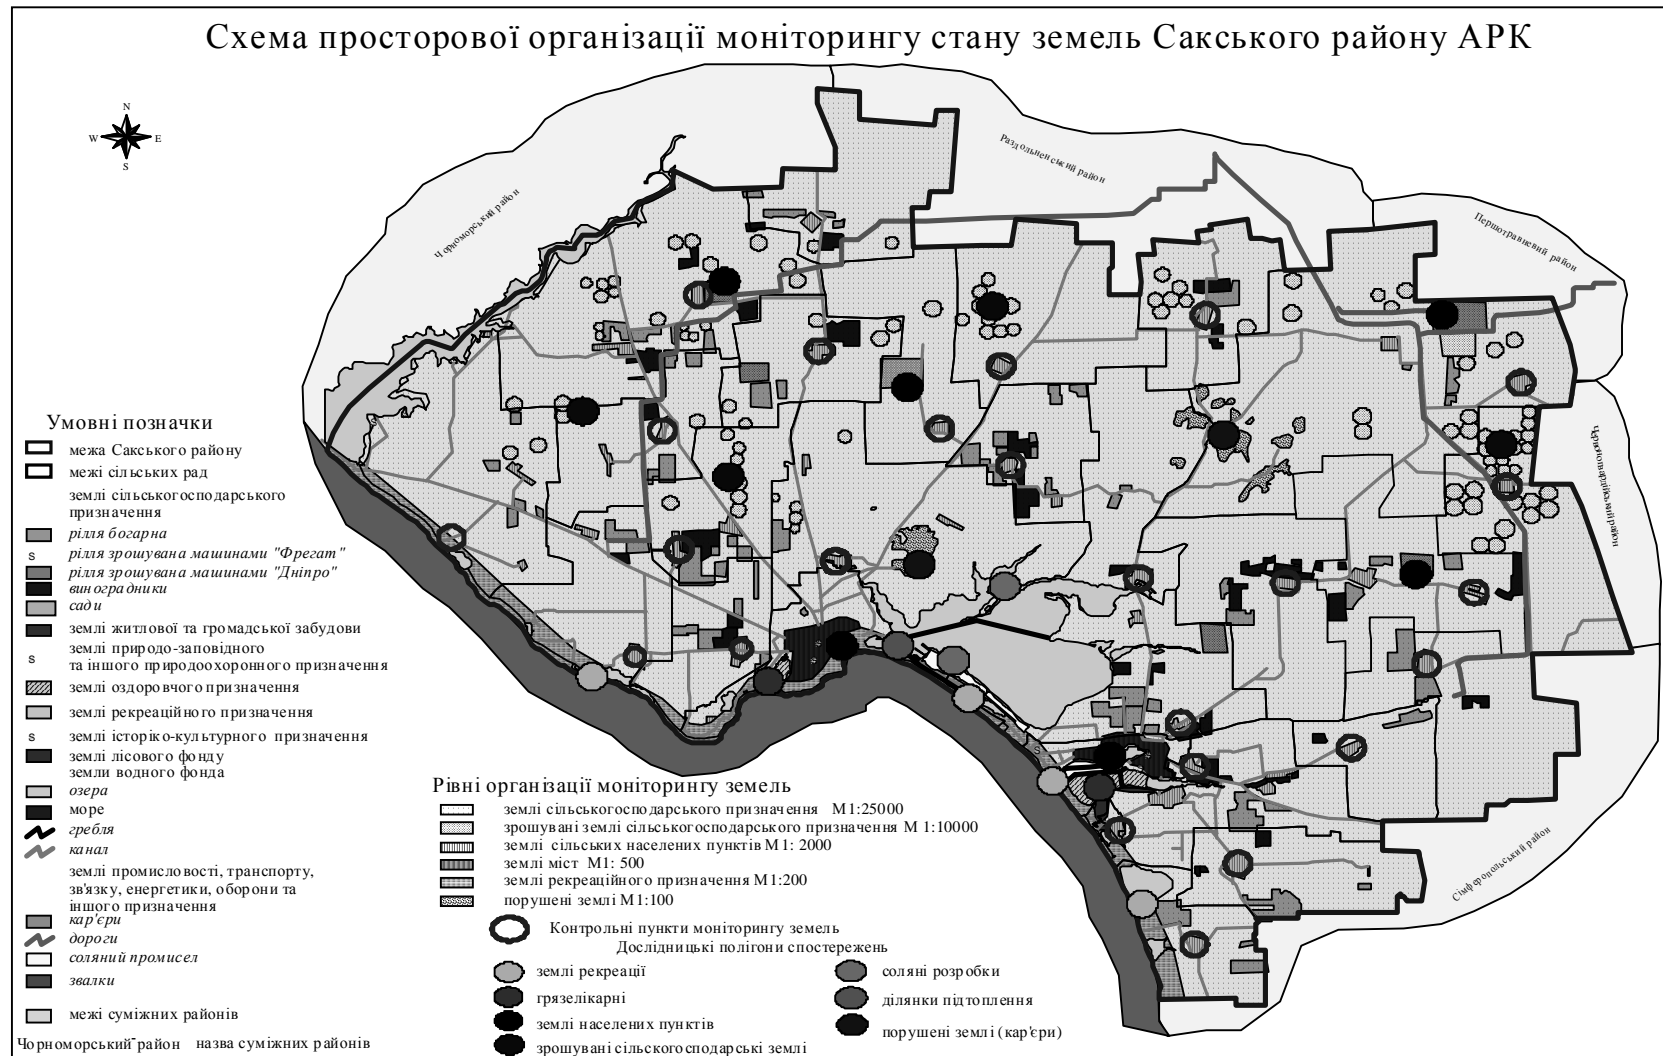 Схема просторової організації моніторингу стану земель Сакського району АРК
N
W
E
S
Чорноморський район
Раздольненський район
Першотравневий район
Червоногвардійський район
Сімферопольський район
Умовні позначки
межа Сакського району
межі сільських рад
землі сільськогосподарського
призначення
рілля богарна
s рілля зрошувана машинами "Фрегат"
рілля зрошувана машинами "Дніпро"
виноградники
сади
землі житлової та громадської забудови
землі природо-заповідного
s
та іншого природоохоронного призначення
землі оздоровчого призначення
землі рекреаційного призначення
s землі історіко-культурного призначення
землі лісового фонду
земли водного фонда
озера
море
гребля
канал
землі промисловості, транспорту,
зв'язку, енергетики, оборони та
іншого призначення
кар'єри
дороги
соляний промисел
звалки
межі суміжних районів
Чорноморський район назва суміжних районів
Рівні організації моніторингу земель
землі сільськогосподарського призначення М1:25000
зрошувані землі сільськогосподарського призначення М 1:10000
землі сільських населених пунктів М1: 2000
землі міст М1: 500
землі рекреаційного призначення М1:200
порушені землі М1:100
Контрольні пункти моніторингу земель
Дослідницькі полігони спостережень
землі рекреації
грязелікарні
землі населених пунктів
зрошувані сільскогосподарські землі
соляні розробки
ділянки підтоплення
порушені землі (кар'єри)